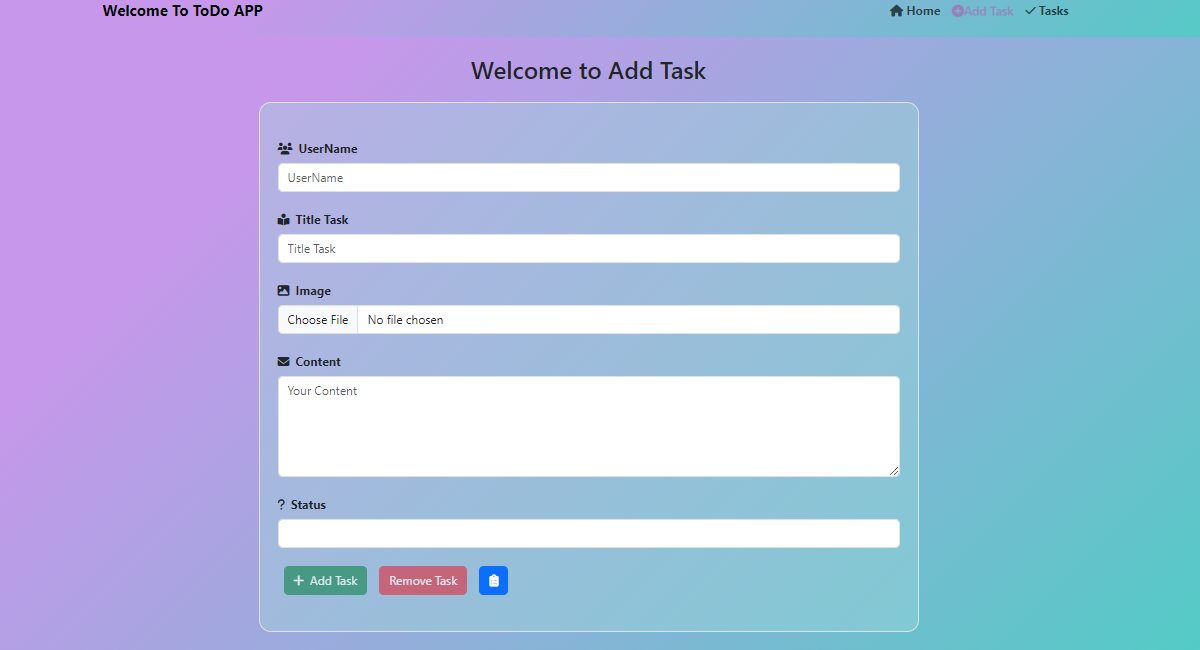 Welcome To ToDo APP
Home Add Task Tasks
Welcome to Add Task
UserName
UserName
Title Task
Title Task
Image
Choose File No file chosen
Content
Your Content
? Status
+ Add Task Remove Task